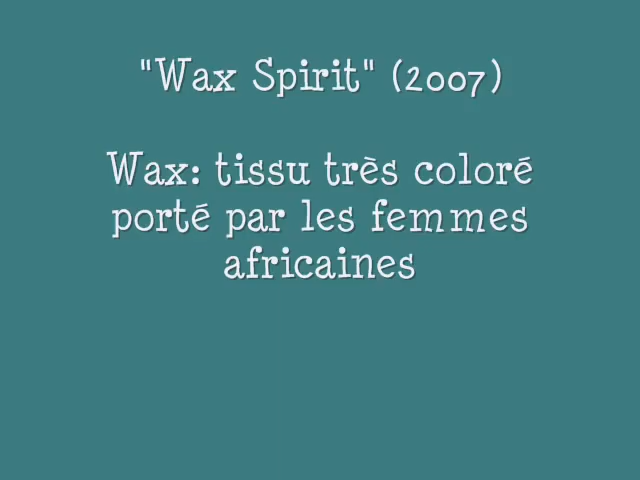 "Wax Spirit" (2007)
Wax: tissu très coloré
porté par les femmes
africaines